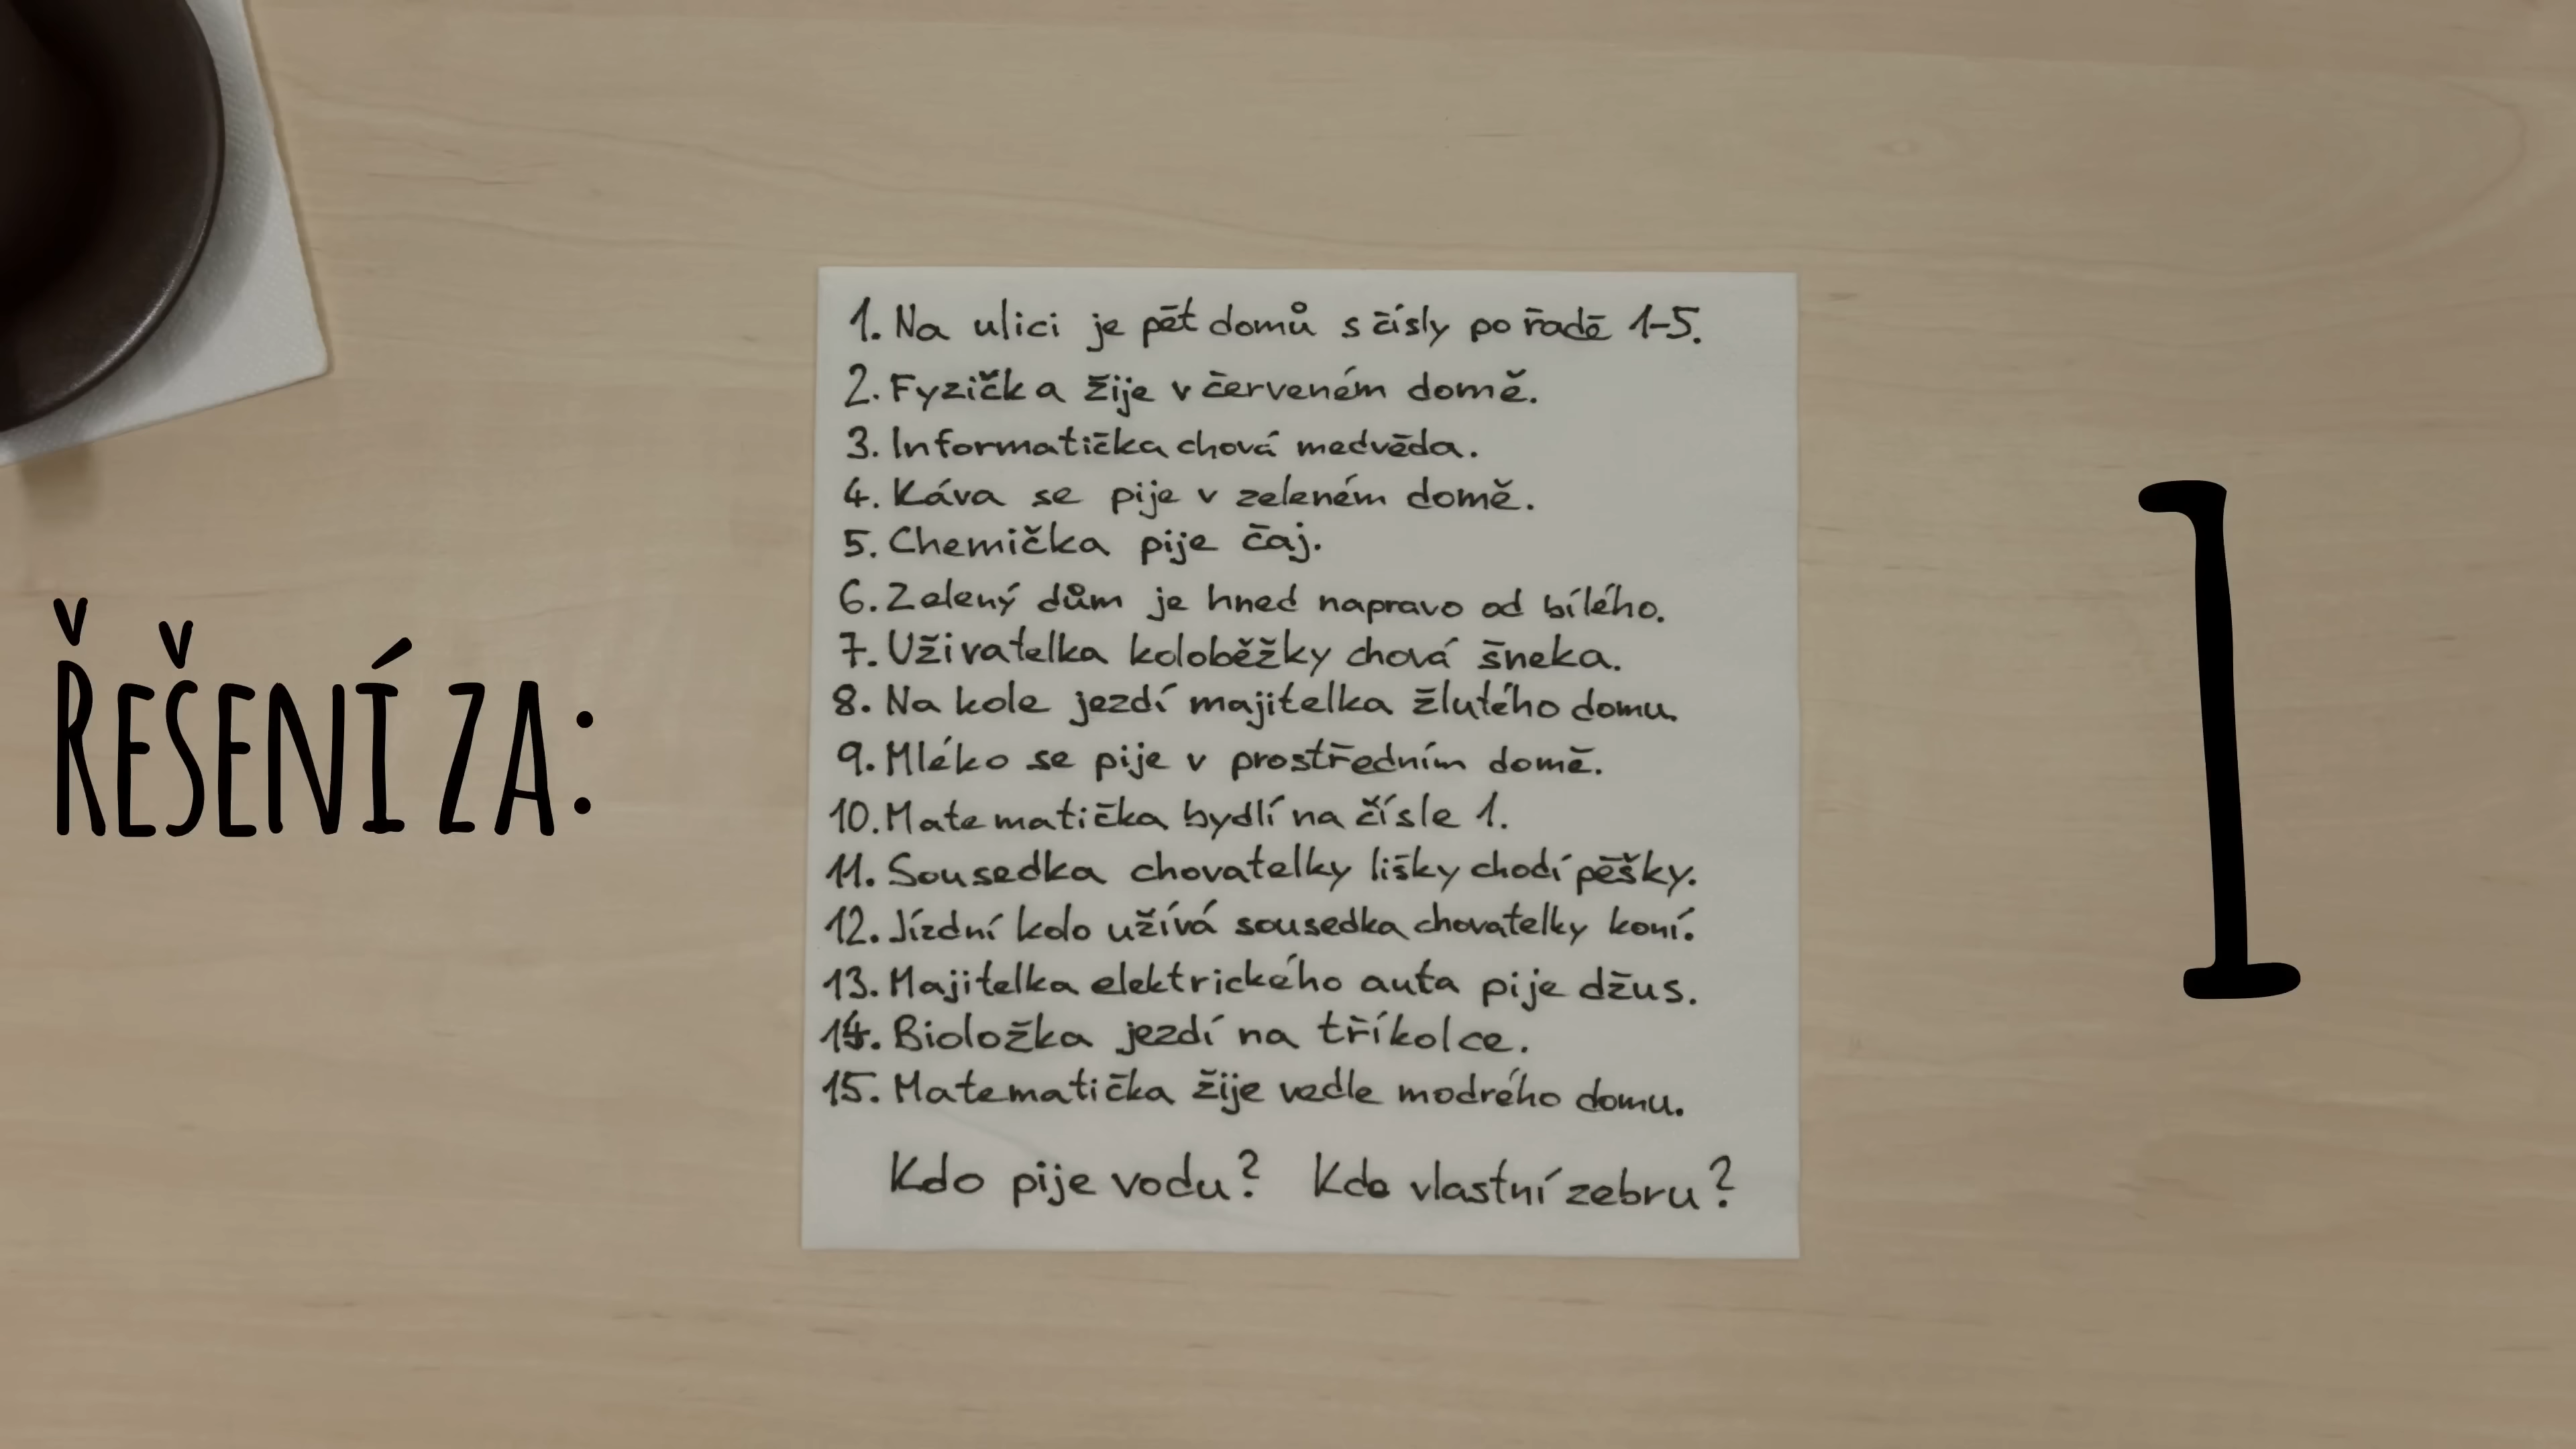 1. Na ulici je pět domů s čísly po řadě 1-5.
2. Fyzička žije v červeném domě.
3. Informatička chová medvěda.
4. Káva se pije v zeleném domě.
5. Chemička pije čaj.
6. Zelený dům je hned napravo od bílého.
7. Uživatelka koloběžky chová šneka.
8. Na kole jezdí majitelka žlutého domu.
9. Mléko se pije v prostředním domě.
10. Matematička bydlí na čísle 1.
11. Sousedka chovatelky lišky chodí pěšky.
12. Jízdní kolo užívá sousedka chovatelky koní.
13. Majitelka elektrického auta pije džus.
14. Bioložka jezdí na tříkolce.
15. Matematička žije vedle modrého domu.
Kdo pije vodu? Kdo vlastní zebru?
ŘEŠENÍ ZA:
1